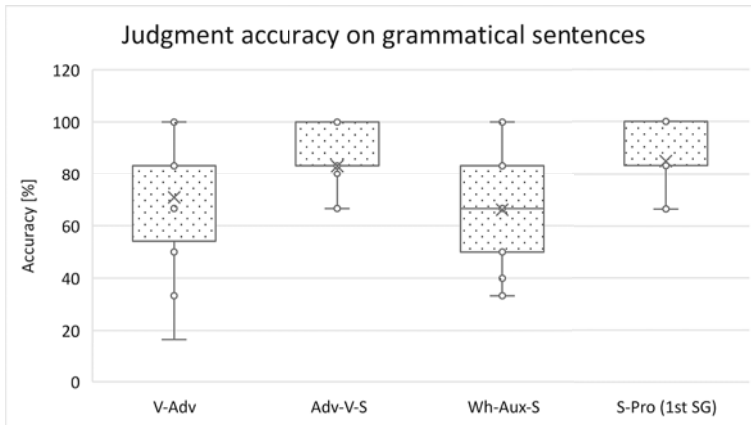 Judgment accuracy on grammatical sentences
120
100
80
60
40
20
0
Accuracy [%]
V-Adv Adv-V-S Wh-Aux-S S-Pro (1st SG)